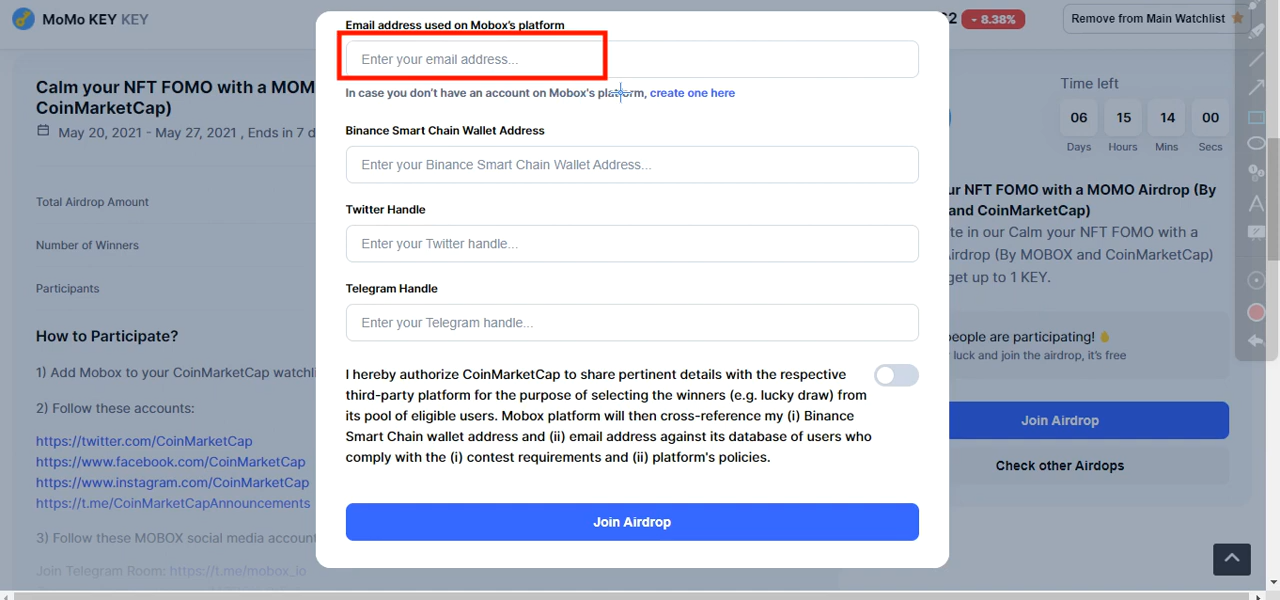 MoMo KEY KEY
2 8.38%
Remove from Main Watchlist
Calm your NFT FOMO with a MOM
CoinMarketCap)
May 20, 2021 - May 27, 2021 , Ends in 7 d
Total Airdrop Amount
Number of Winners
Participants
How to Participate?
1) Add Mobox to your CoinMarketCap watchl
2) Follow these accounts:
https://twitter.com/CoinMarketCap
https://www.facebook.com/CoinMarketCap
https://www.instagram.com/CoinMarketCap
https://t.me/CoinMarketCapAnnouncements
3) Follow these MOBOX social media account
Join Telegram Room: https://t.me/mobox_io
Email address used on Mobox's platform
Enter your email address...
In case you don't have an account on Mobox's platform, create one here
Binance Smart Chain Wallet Address
Enter your Binance Smart Chain Wallet Address...
Twitter Handle
Enter your Twitter handle...
Telegram Handle
Enter your Telegram handle...
I hereby authorize CoinMarketCap to share pertinent details with the respective
third-party platform for the purpose of selecting the winners (e.g. lucky draw) from
its pool of eligible users. Mobox platform will then cross-reference my (i) Binance
Smart Chain wallet address and (ii) email address against its database of users who
comply with the (i) contest requirements and (ii) platform's policies.
Join Airdrop
Time left
06 15 14 00
Days Hours Mins Secs
ur NFT FOMO with a MOMO Airdrop (By
and CoinMarketCap)
te in our Calm your NFT FOMO with a
Airdrop (By MOBOX and CoinMarketCap)
get up to 1 KEY.
people are participating!
luck and join the airdrop, it's free
Join Airdrop
Check other Airdops